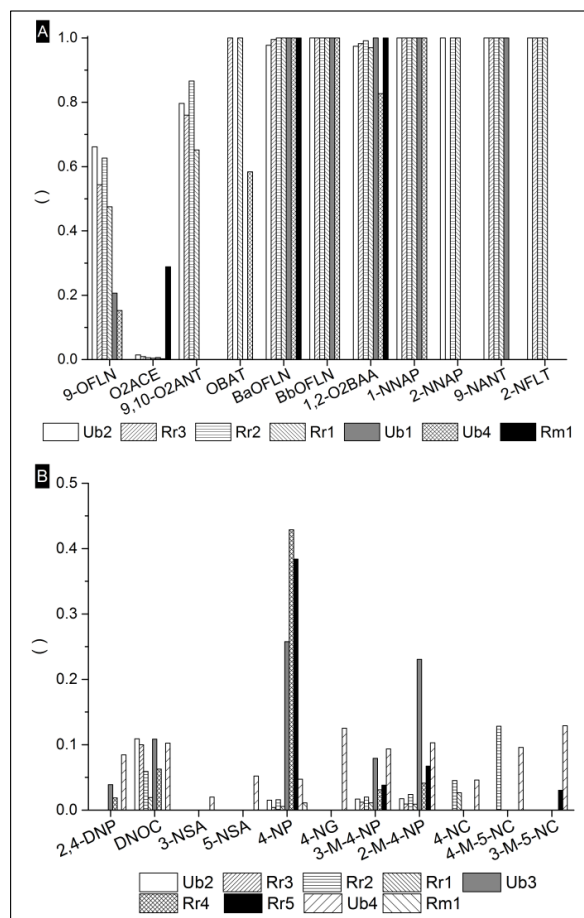 A
1.0
0.8
0.6
0.4
0.2
0.0
( )
9-OFLN O2ACE 9,10-O2ANT OBAT BaOFLN BbOFLN 1,2-O2BAA 1-NNAP 2-NNAP 9-NANT 2-NFLT
Ub2 Rr3 Rr2 Rr1 Ub1 Ub4 Rm1
B
0.5
0.4
0.3
0.2
0.1
0.0
( )
2,4-DNP DNOC 3-NSA 5-NSA 4-NP 4-NG 3-M-4-NP 2-M-4-NP 4-NC 4-M-5-NC 3-M-5-NC
Ub2 Rr3 Rr2 Rr1 Ub3
Rr4 Rr5 Ub4 Rm1